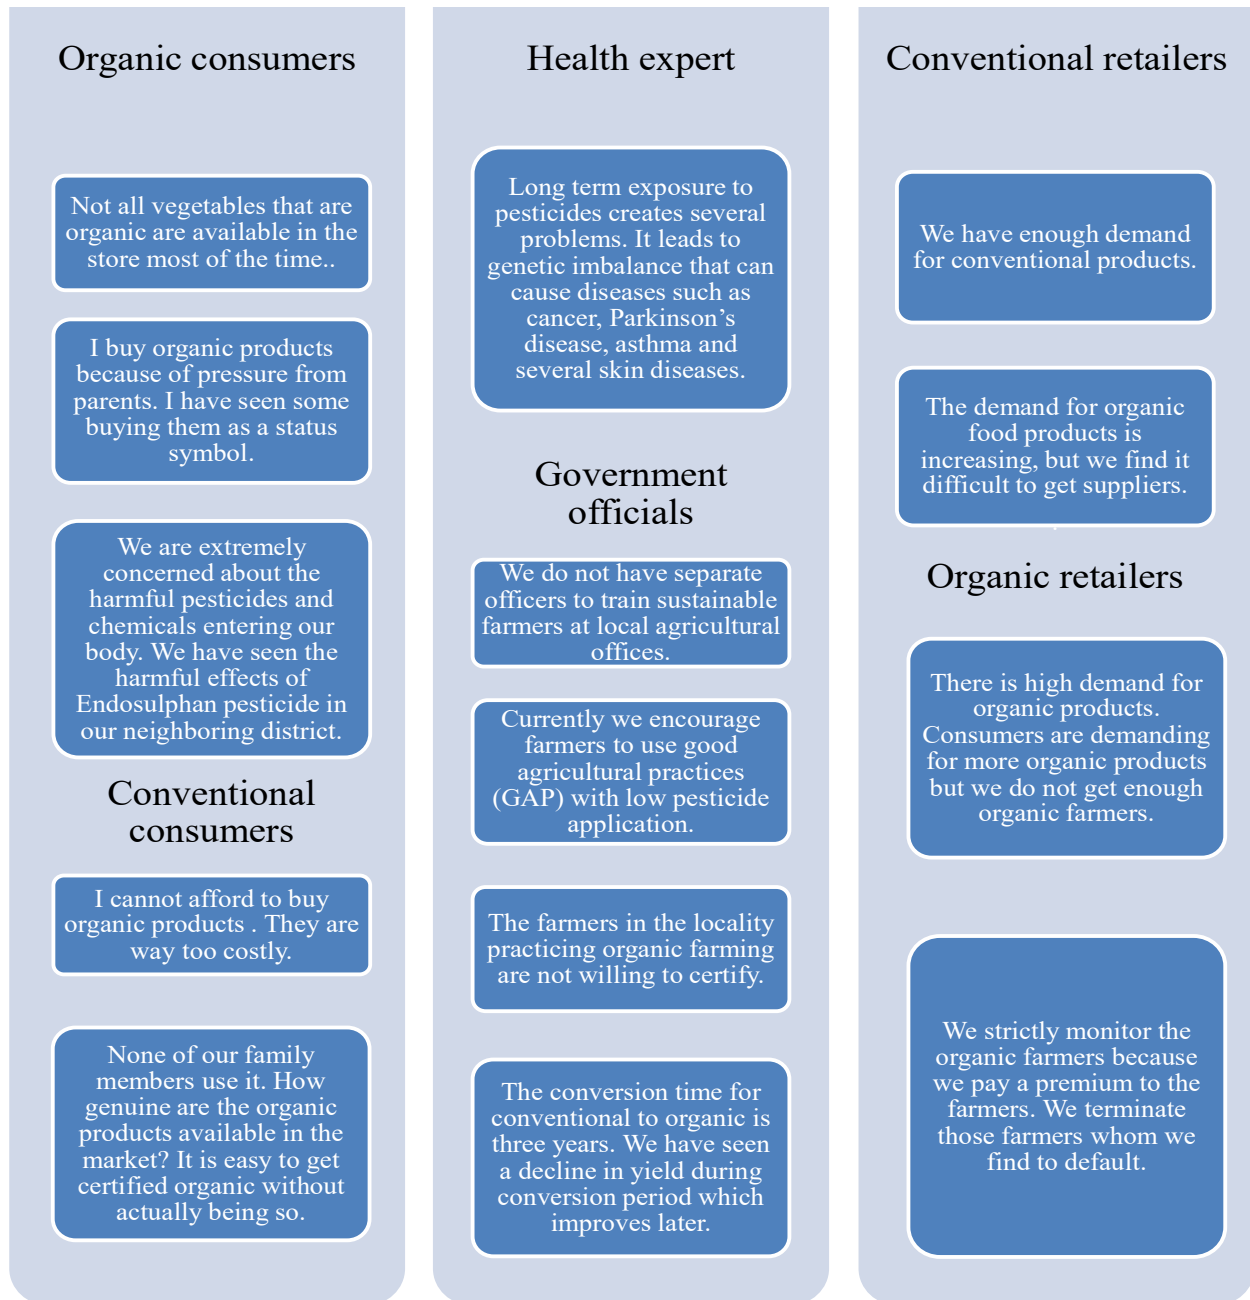 Organic consumers
Not all vegetables that are
organic are available in the
store most of the time..
I buy organic products
because of pressure from
parents. I have seen some
buying them as a status
symbol.
We are extremely
concerned about the
harmful pesticides and
chemicals entering our
body. We have seen the
harmful effects of
Endosulphan pesticide in
our neighboring district.
Conventional
consumers
I cannot afford to buy
organic products . They are
way too costly.
None of our family
members use it. How
genuine are the organic
products available in the
market? It is easy to get
certified organic without
actually being so.
Health expert
Long term exposure to
pesticides creates several
problems. It leads to
genetic imbalance that can
cause diseases such as
cancer, Parkinson’s
disease, asthma and
several skin diseases.
Government
officials
We do not have separate
officers to train sustainable
farmers at local agricultural
offices.
Currently we encourage
farmers to use good
agricultural practices
(GAP) with low pesticide
application.
The farmers in the locality
practicing organic farming
are not willing to certify.
The conversion time for
conventional to organic is
three years. We have seen
a decline in yield during
conversion period which
improves later.
Conventional retailers
We have enough demand
for conventional products.
The demand for organic
food products is
increasing, but we find it
difficult to get suppliers.
Organic retailers
There is high demand for
organic products.
Consumers are demanding
for more organic products
but we do not get enough
organic farmers.
We strictly monitor the
organic farmers because
we pay a premium to the
farmers. We terminate
those farmers whom we
find to default.